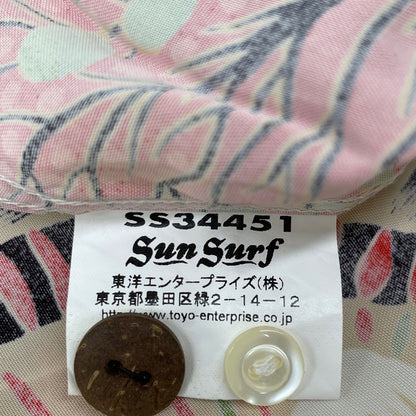 SS34451
Sun Surf
東洋エンタープライズ(株)
東京都墨田区緑2-14-12
http://www.toyo-enterprise.co.jp